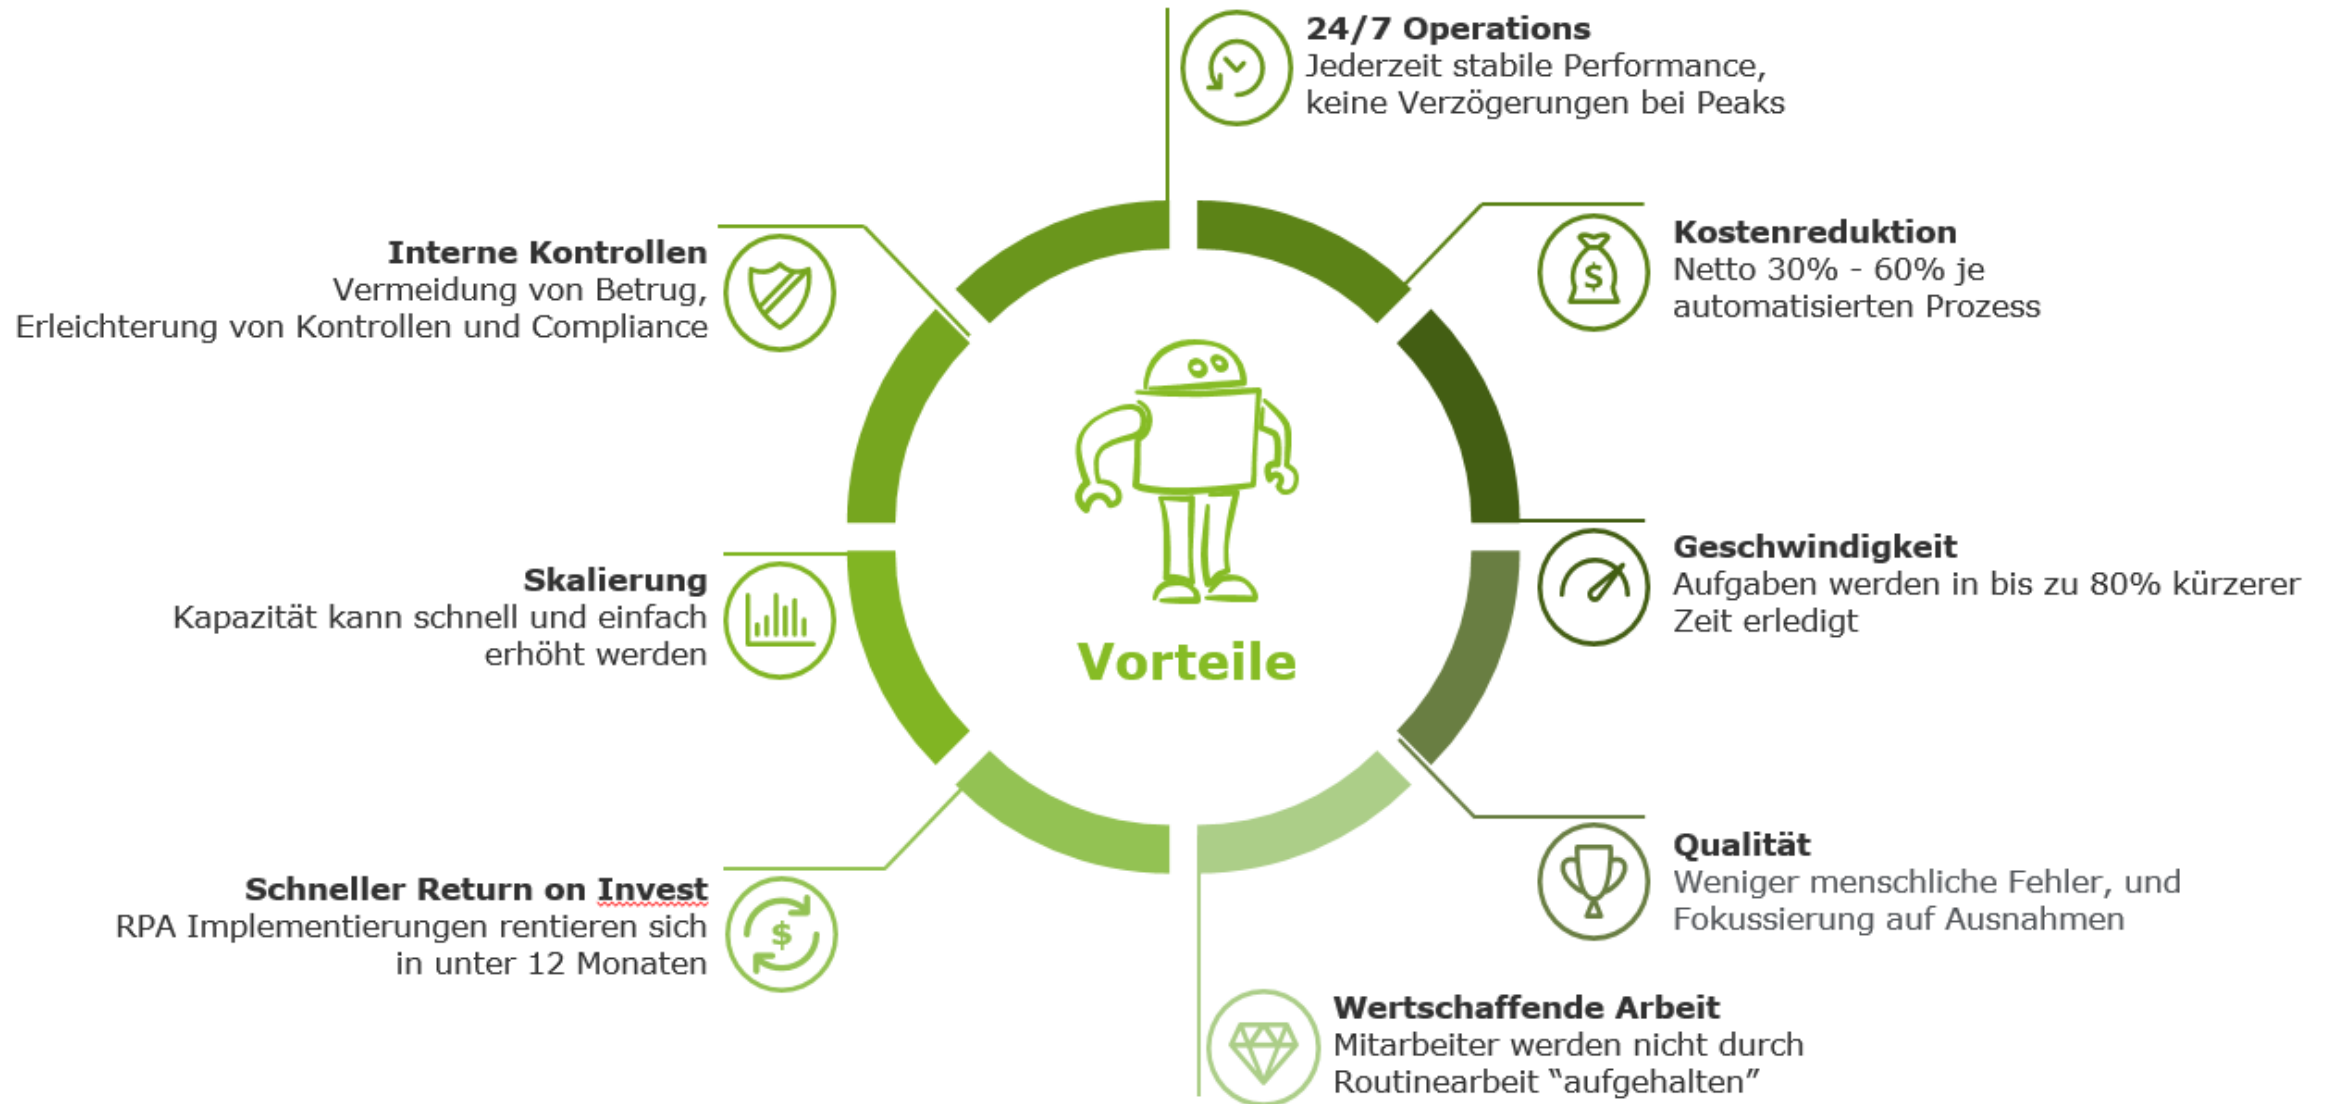 24/7 Operations
Jederzeit stabile Performance,
keine Verzögerungen bei Peaks
Kostenreduktion
Netto 30% - 60% je
automatisierten Prozess
Geschwindigkeit
Aufgaben werden in bis zu 80% kürzerer
Zeit erledigt
Qualität
Weniger menschliche Fehler, und
Fokussierung auf Ausnahmen
Wertschaffende Arbeit
Mitarbeiter werden nicht durch
Routinearbeit “aufgehalten”
Schneller Return on Invest
RPA Implementierungen rentieren sich
in unter 12 Monaten
$
Skalierung
Kapazität kann schnell und einfach
erhöht werden
Interne Kontrollen
Vermeidung von Betrug,
Erleichterung von Kontrollen und Compliance
$
Vorteile